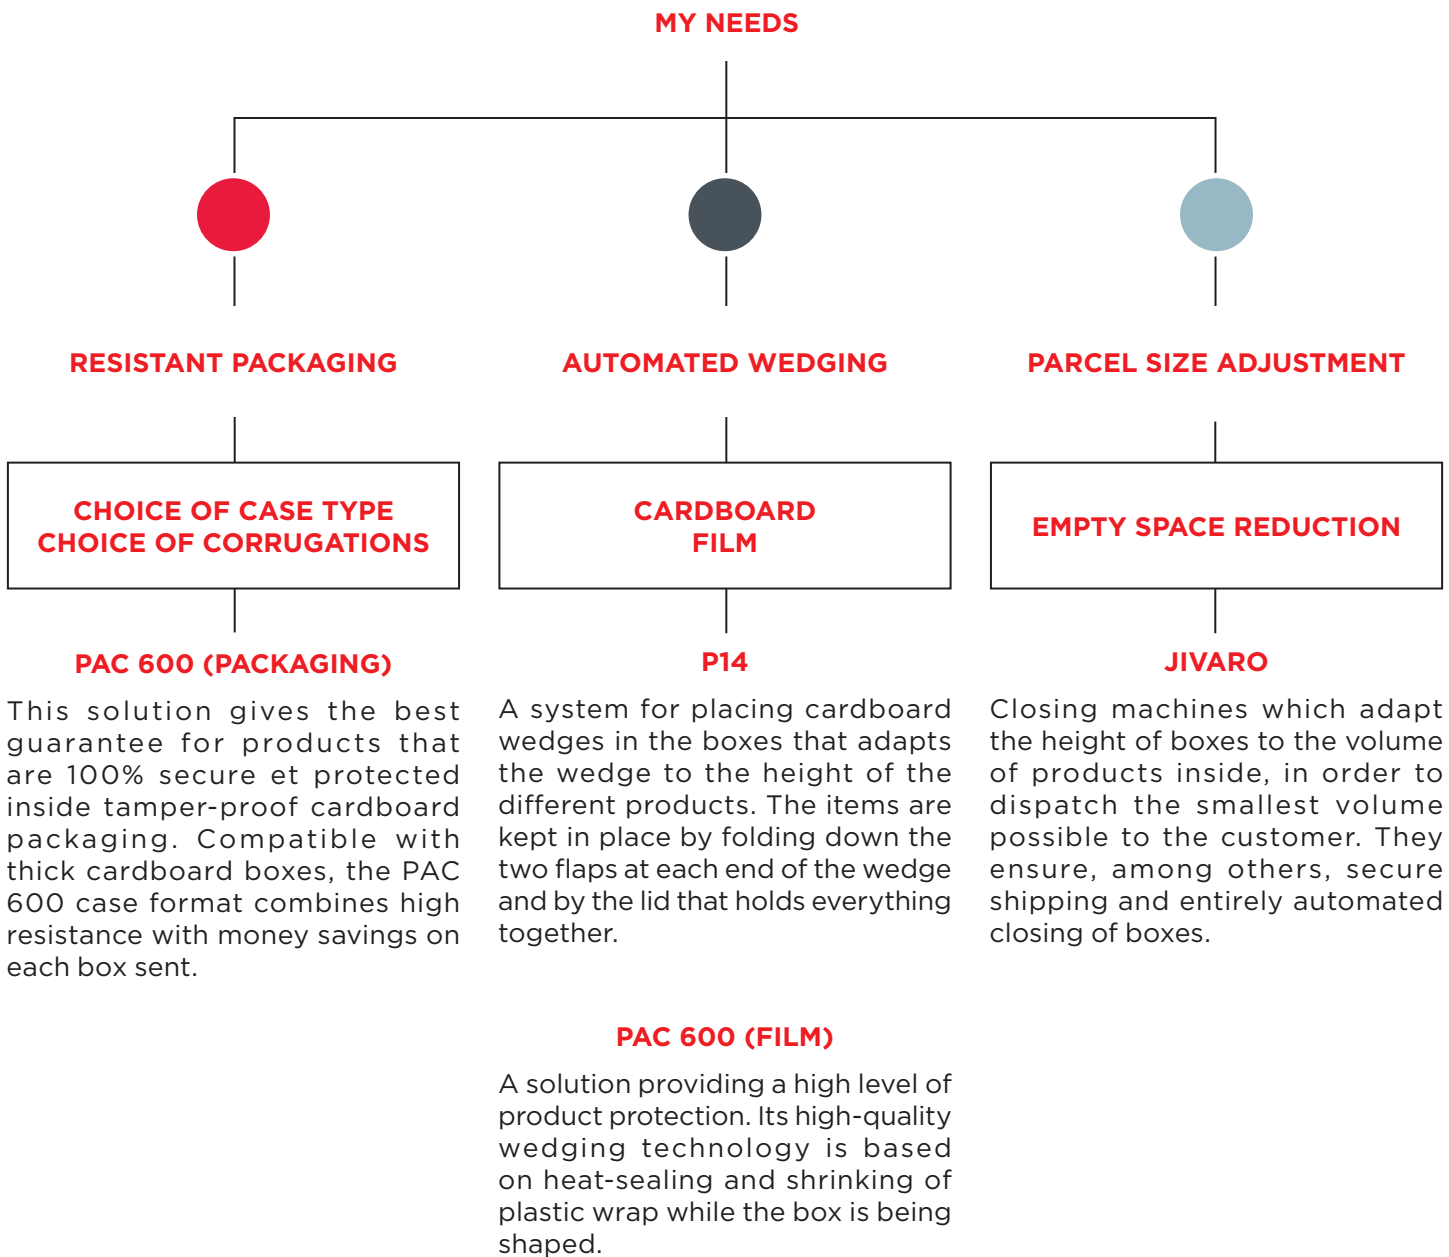 MY NEEDS
RESISTANT PACKAGING
CHOICE OF CASE TYPE
CHOICE OF CORRUGATIONS
PAC 600 (PACKAGING)
This solution gives the best
guarantee for products that
are 100% secure et protected
inside tamper-proof cardboard
packaging. Compatible with
thick cardboard boxes, the PAC
600 case format combines high
resistance with money savings on
each box sent.
AUTOMATED WEDGING
CARDBOARD
FILM
P14
A system for placing cardboard
wedges in the boxes that adapts
the wedge to the height of the
different products. The items are
kept in place by folding down the
two flaps at each end of the wedge
and by the lid that holds everything
together.
PAC 600 (FILM)
A solution providing a high level of
product protection. Its high-quality
wedging technology is based
on heat-sealing and shrinking of
plastic wrap while the box is being
shaped.
PARCEL SIZE ADJUSTMENT
EMPTY SPACE REDUCTION
JIVARO
Closing machines which adapt
the height of boxes to the volume
of products inside, in order to
dispatch the smallest volume
possible to the customer. They
ensure, among others, secure
shipping and entirely automated
closing of boxes.